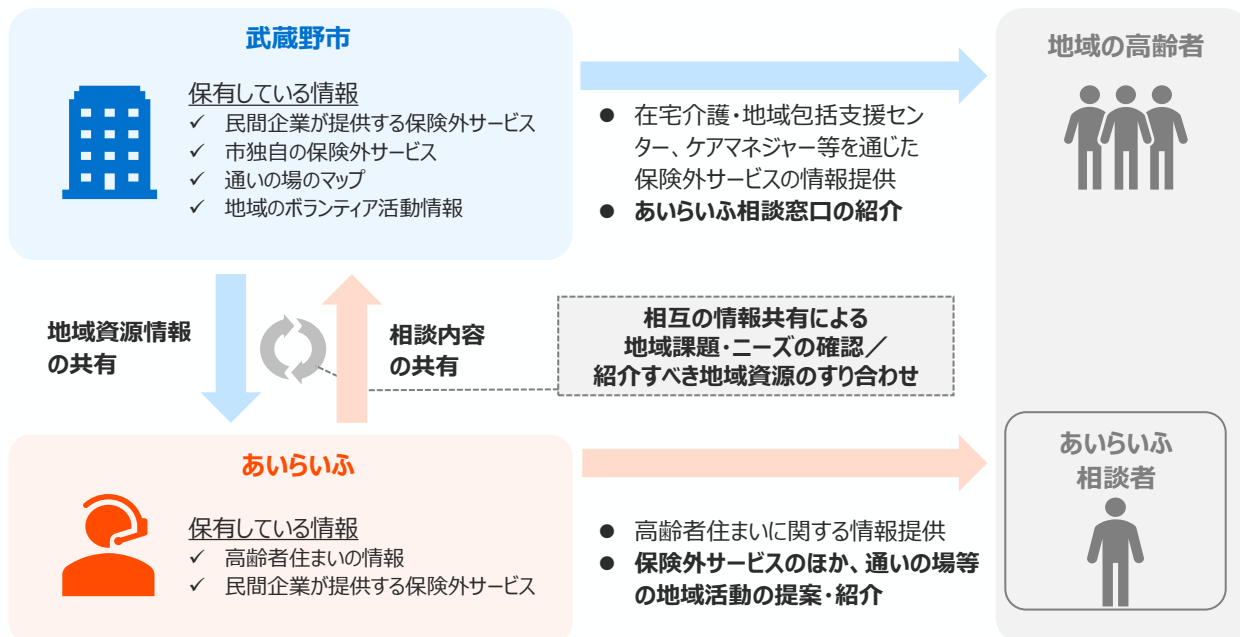 武蔵野市
保有している情報
✓ 民間企業が提供する保険外サービス
✓ 市独自の保険外サービス
✓ 通いの場のマップ
✓ 地域のボランティア活動情報
● 在宅介護・地域包括支援セン
ター、ケアマネジャー等を通じた
保険外サービスの情報提供
● あいらいふ相談窓口の紹介
地域の高齢者
地域資源情報
の共有
相談内容
の共有
相互の情報共有による
地域課題・ニーズの確認／
紹介すべき地域資源のすり合わせ
あいらいふ
保有している情報
✓ 高齢者住まいの情報
✓ 民間企業が提供する保険外サービス
● 高齢者住まいに関する情報提供
● 保険外サービスのほか、通いの場等
の地域活動の提案・紹介
あいらいふ
相談者